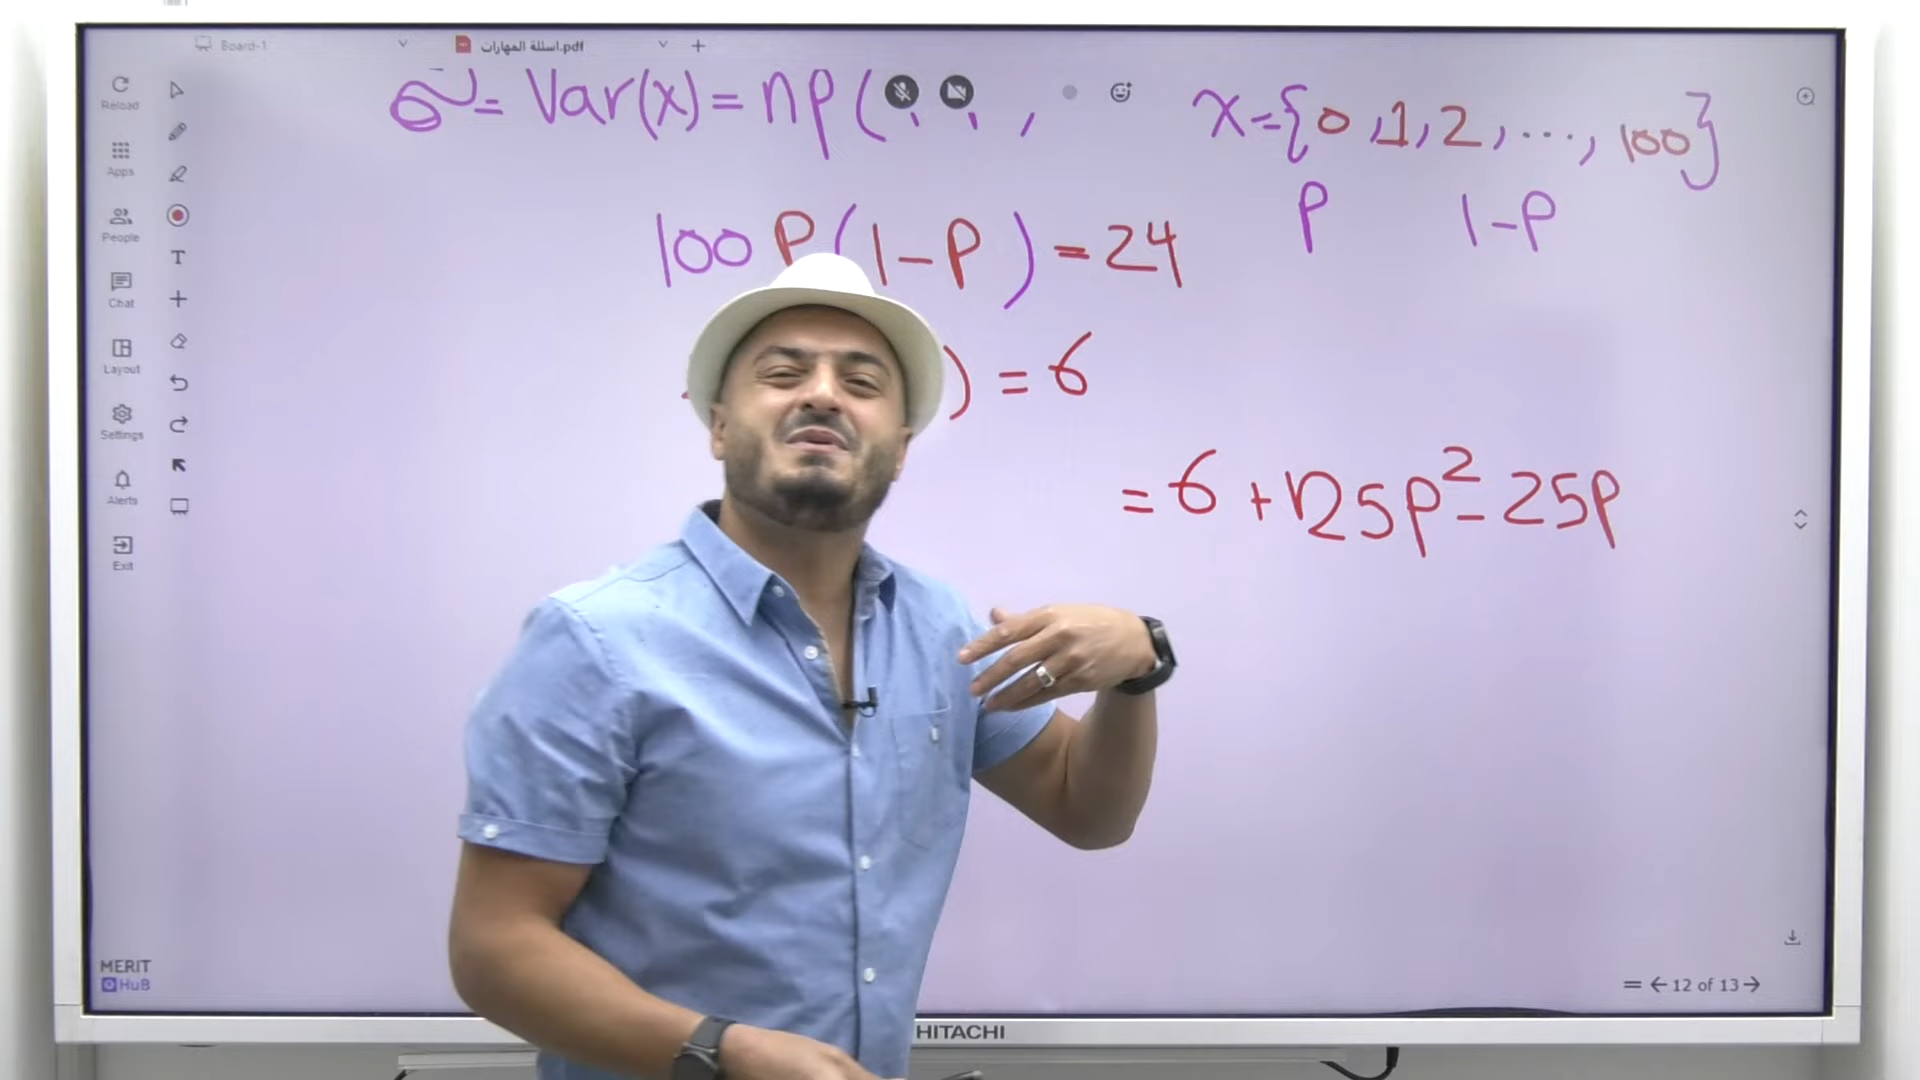 Board-1
اسئلة المهارات.pdf
σ² = Var(x) = np(
x = {0, 1, 2, ..., 100}
P 1-P
100 P(1-P) = 24
) = 6
= 6 + 25p² - 25p
Reload
Apps
People
Chat
Layout
Settings
Alerts
Exit
T
MERIT
HuB
12 of 13
HITACHI